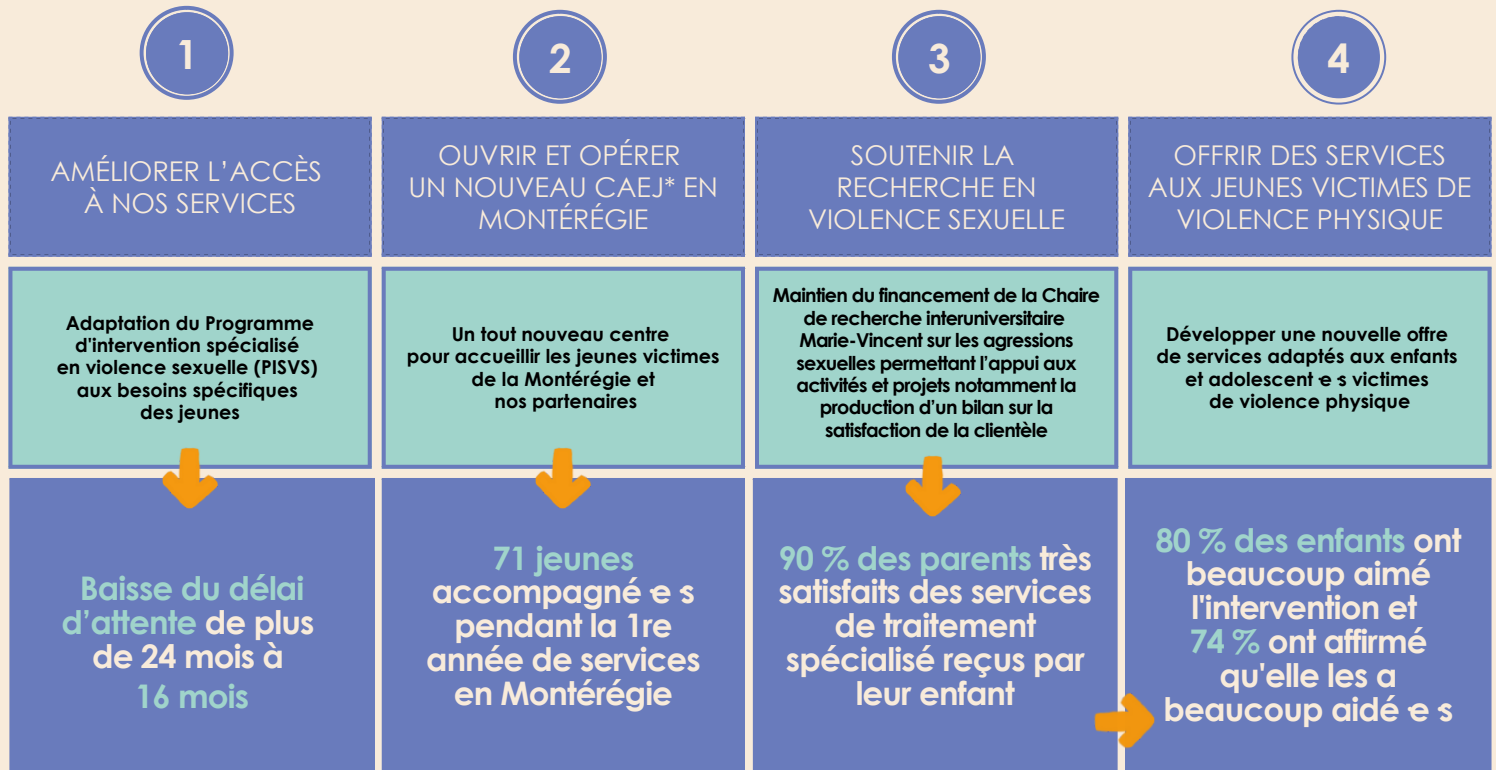 1
AMÉLIORER L'ACCÈS
À NOS SERVICES
Adaptation du Programme
d'intervention spécialisé
en violence sexuelle (PISVS)
aux besoins spécifiques
des jeunes
Baisse du délai
d'attente de plus
de 24 mois à
16 mois
2
OUVRIR ET OPÉRER
UN NOUVEAU CAEJ* EN
MONTÉRÉGIE
Un tout nouveau centre
pour accueillir les jeunes victimes
de la Montérégie et
nos partenaires
71 jeunes
accompagné e s
pendant la 1re
année de services
en Montérégie
3
SOUTENIR LA
RECHERCHE EN
VIOLENCE SEXUELLE
Maintien du financement de la Chaire
de recherche interuniversitaire
Marie-Vincent sur les agressions
sexuelles permettant l'appui aux
activités et projets notamment la
production d'un bilan sur la
satisfaction de la clientèle
90 % des parents très
satisfaits des services
de traitement
spécialisé reçus par
leur enfant
4
OFFRIR DES SERVICES
AUX JEUNES VICTIMES DE
VIOLENCE PHYSIQUE
Développer une nouvelle offre
de services adaptés aux enfants
et adolescent e s victimes
de violence physique
80 % des enfants ont
beaucoup aimé
l'intervention et
74 % ont affirmé
qu'elle les a
beaucoup aidé e s